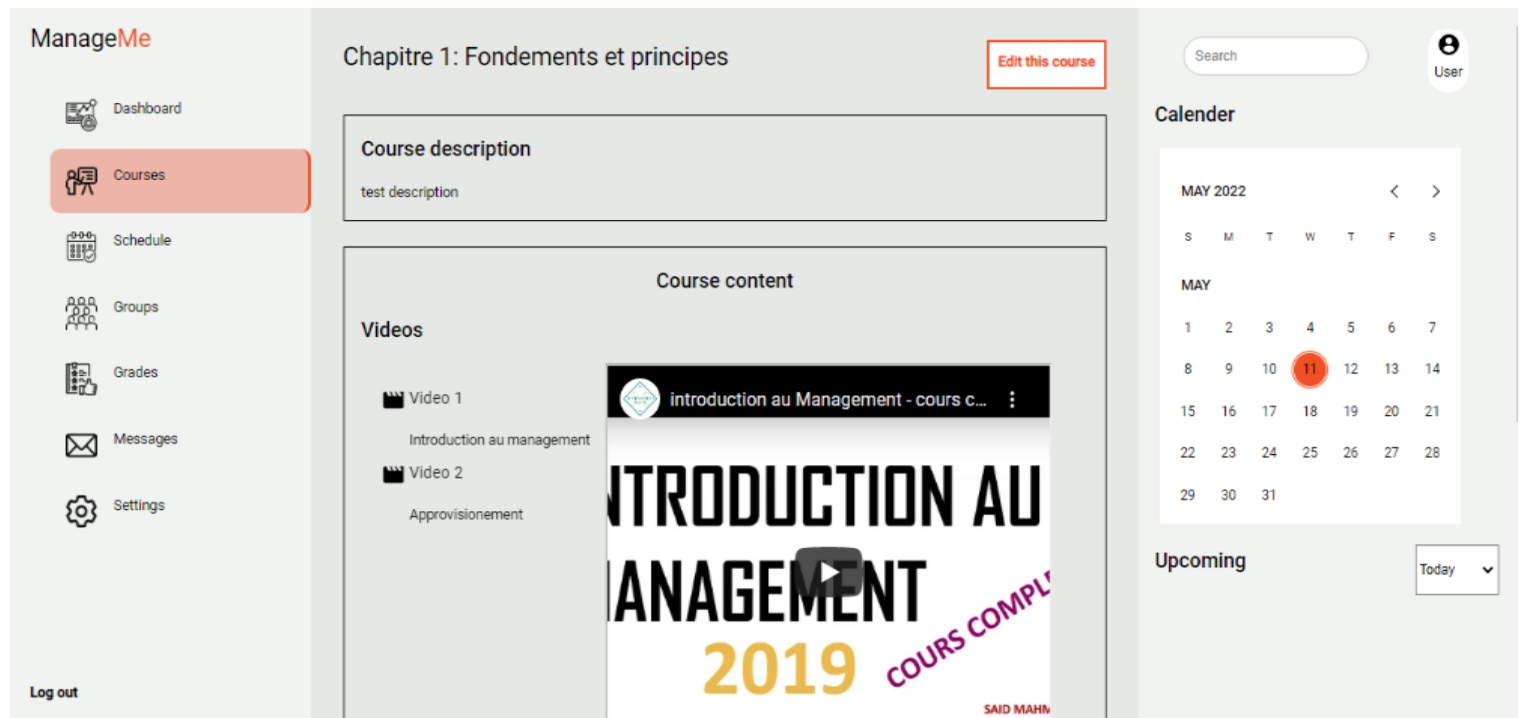 ManageMe
Dashboard
Courses
Schedule
Groups
Grades
Messages
Settings
Log out
Chapitre 1: Fondements et principes
Edit this course
Course description
test description
Course content
Videos
Video 1
Introduction au management
Video 2
Approvisionement
introduction au Management - cours c...
NTRODUCTION AU
ANAGEMENT
2019
COURS COMPL
SAID MAHM
Search
User
Calender
MAY 2022
S M T W T F S
MAY
1 2 3 4 5 6 7
8 9 10 11 12 13 14
15 16 17 18 19 20 21
22 23 24 25 26 27 28
29 30 31
Upcoming
Today